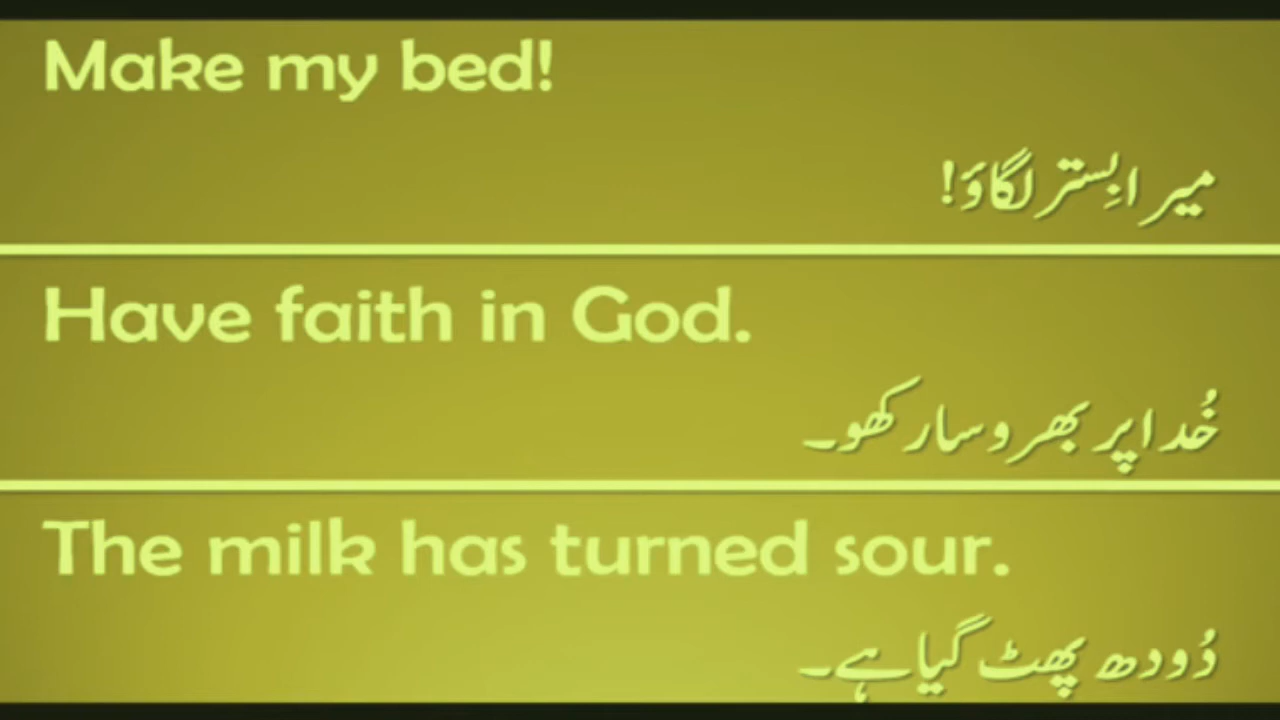 Make my bed!
میرا بِستر لگاؤ!
Have faith in God.
خُدا پر بھروسا رکھو۔
The milk has turned sour.
دُودھ پھٹ گیا ہے۔